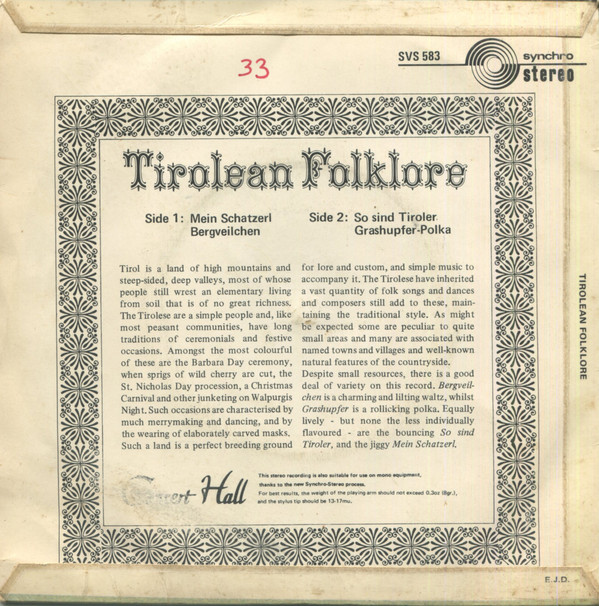 SVS 583
synchro
stereo
33
Tirolean Folklore
Side 1: Mein Schatzerl
Bergveilchen
Side 2: So sind Tiroler
Grashupfer-Polka
Tirol is a land of high mountains and
steep-sided, deep valleys, most of whose
people still wrest an elementary living
from soil that is of no great richness.
The Tirolese are a simple people and, like
most peasant communities, have long
traditions of ceremonials and festive
occasions. Amongst the most colourful
of these are the Barbara Day ceremony,
when sprigs of wild cherry are cut, the
St. Nicholas Day procession, a Christmas
Carnival and other junketing on Walpurgis
Night. Such occasions are characterised by
much merrymaking and dancing, and by
the wearing of elaborately carved masks.
Such a land is a perfect breeding ground
for lore and custom, and simple music to
accompany it. The Tirolese have inherited
a vast quantity of folk songs and dances
and composers still add to these, main-
taining the traditional style. As might
be expected some are peculiar to quite
small areas and many are associated with
named towns and villages and well-known
natural features of the countryside.
Despite small resources, there is a good
deal of variety on this record. Bergveil-
chen is a charming and lilting waltz, whilst
Grashupfer is a rollicking polka. Equally
lively - but none the less individually
flavoured - are the bouncing So sind
Tiroler, and the jiggy Mein Schatzerl.
Concert Hall
This stereo recording is also suitable for use on mono equipment,
thanks to the new Synchro-Stereo process.
For best results, the weight of the playing arm should not exceed 0.3oz (8gr.),
and the stylus tip should be 13-17mu.
TIROLEAN FOLKLORE
E.J.D.